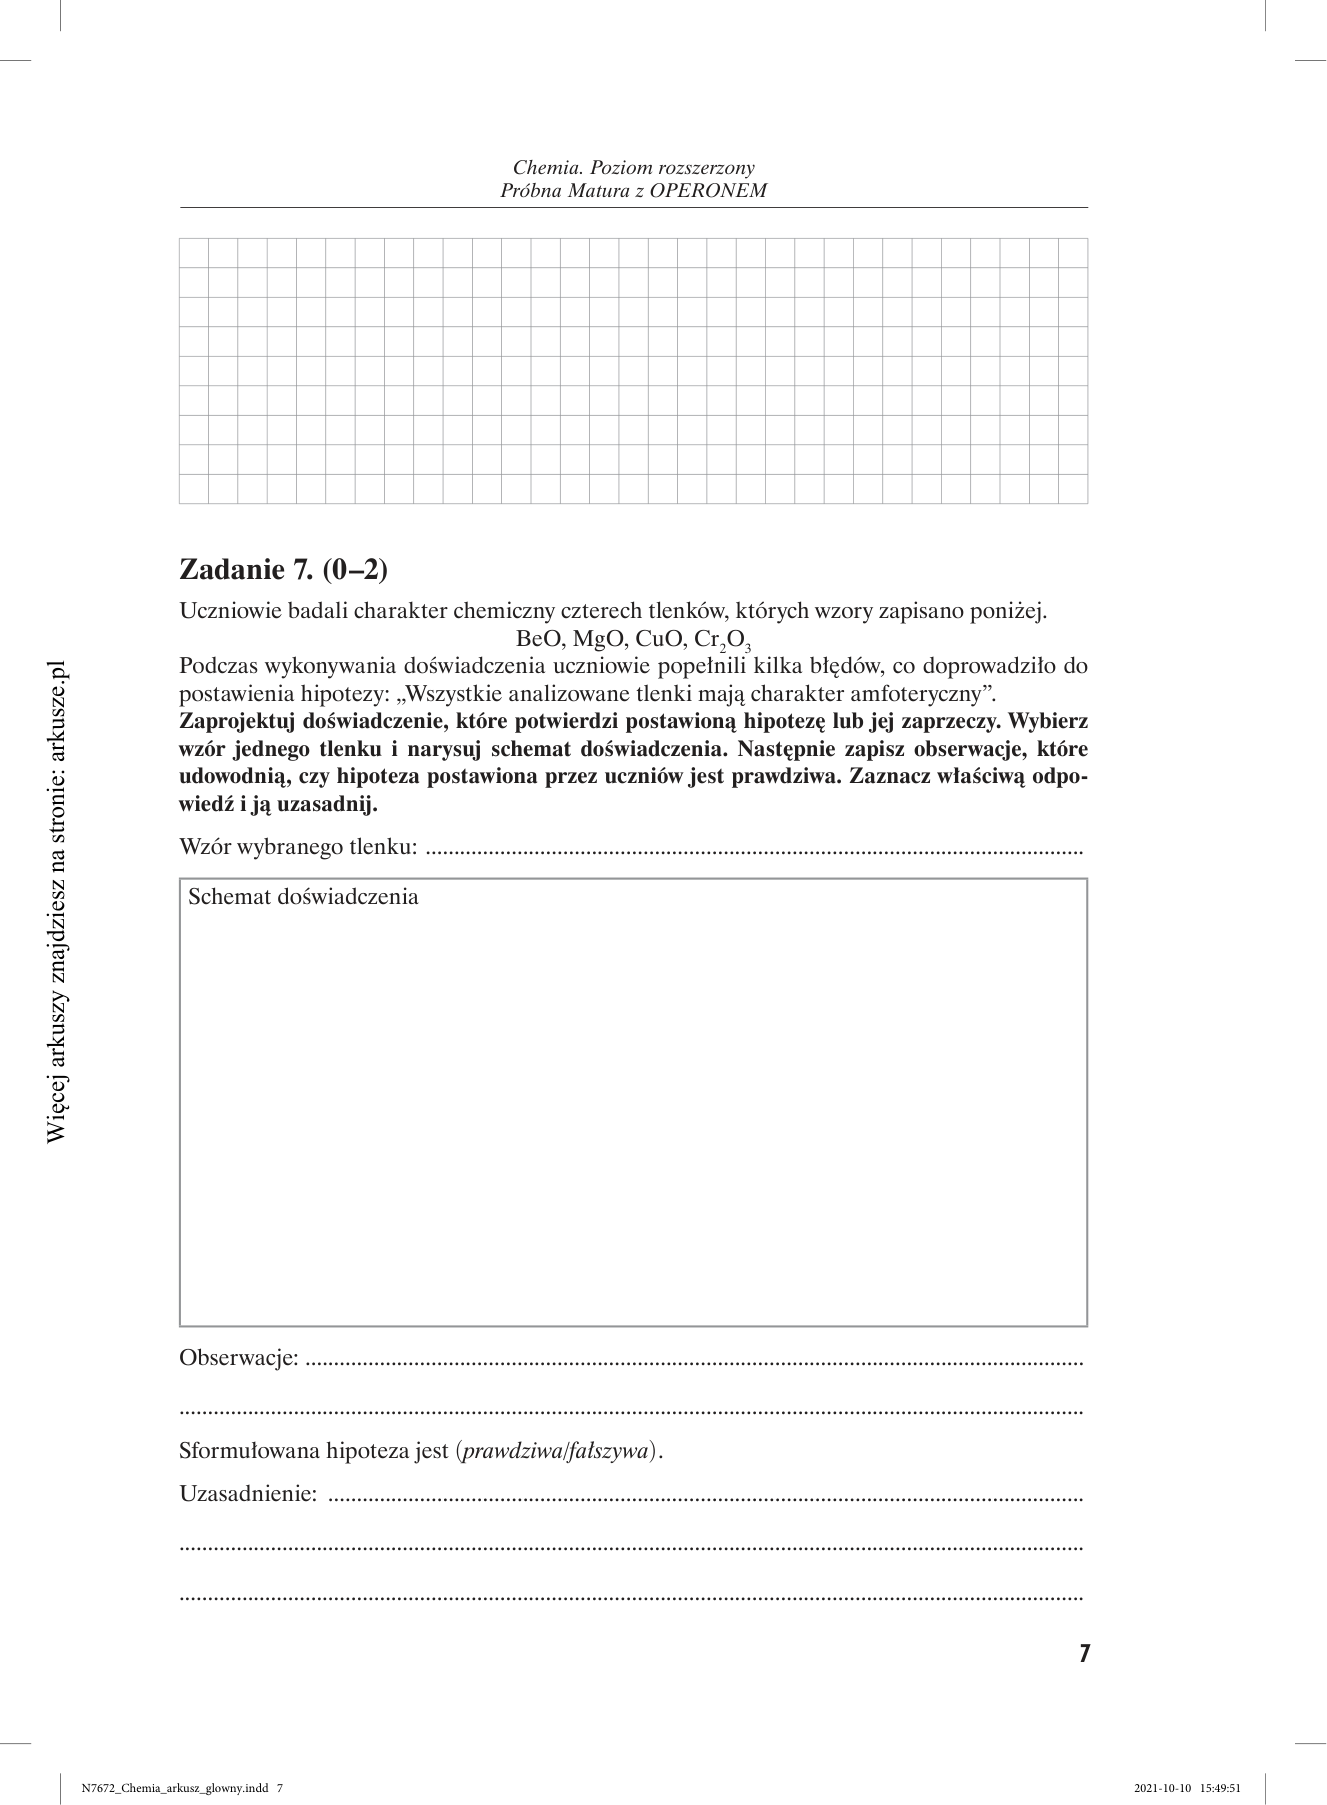 Chemia. Poziom rozszerzony
Próbna Matura z OPERONEM
Zadanie 7. (0–2)
Uczniowie badali charakter chemiczny czterech tlenków, których wzory zapisano poniżej.
BeO, MgO, CuO, Cr₂O₃
Podczas wykonywania doświadczenia uczniowie popełnili kilka błędów, co doprowadziło do
postawienia hipotezy: „Wszystkie analizowane tlenki mają charakter amfoteryczny”.
Zaprojektuj doświadczenie, które potwierdzi postawioną hipotezę lub jej zaprzeczy. Wybierz
wzór jednego tlenku i narysuj schemat doświadczenia. Następnie zapisz obserwacje, które
udowodnią, czy hipoteza postawiona przez uczniów jest prawdziwa. Zaznacz właściwą odpo-
wiedź i ją uzasadnij.
Wzór wybranego tlenku: ....................
Schemat doświadczenia
Obserwacje: ....................
Sformułowana hipoteza jest (prawdziwa/fałszywa).
Uzasadnienie: ....................
7
Więcej arkuszy znajdziesz na stronie: arkusze.pl
N7672_Chemia_arkusz_glowny.indd 7
2021-10-10 15:49:51